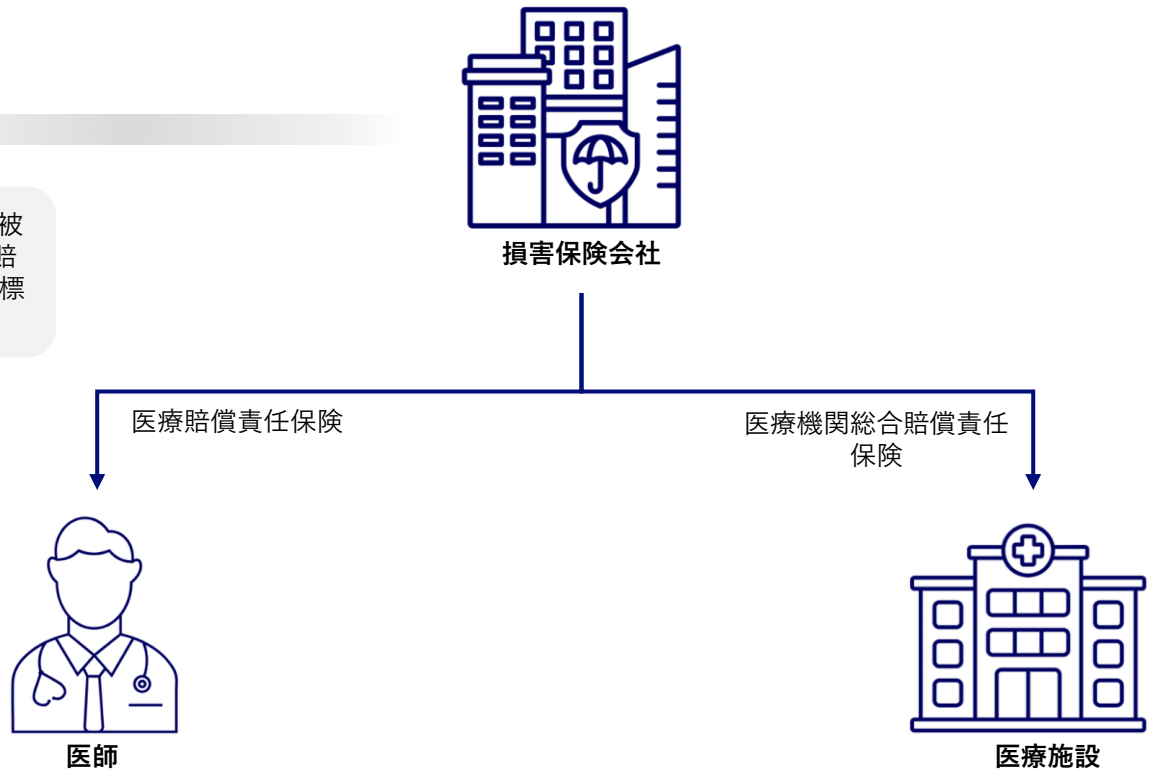 被
賠
標
損害保険会社
医療賠償責任保険
医療機関総合賠償責任
保険
医師
医療施設